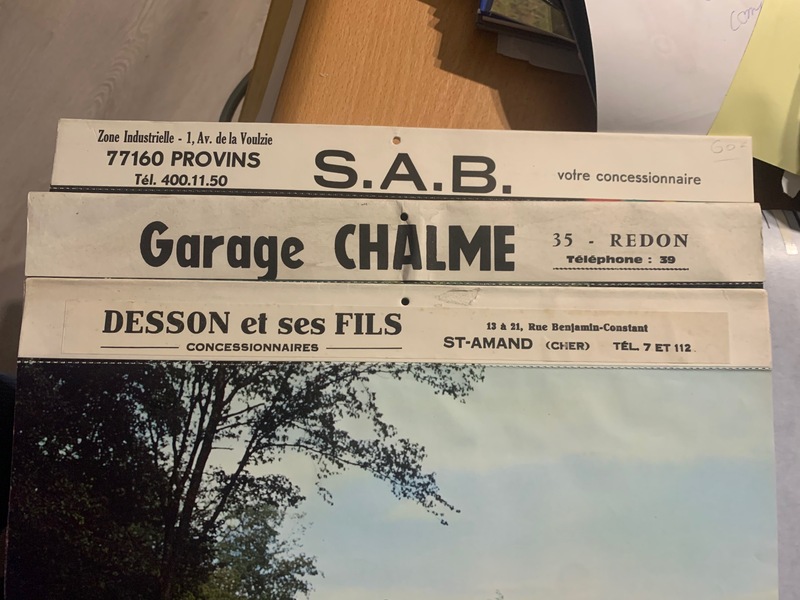 Zone Industrielle - 1, Av. de la Voulzie
77160 PROVINS
Tél. 400.11.50
S.A.B.
votre concessionnaire
Garage CHALME
35 - REDON
Téléphone : 39
DESSON et ses FILS
CONCESSIONNAIRES
13 à 21, Rue Benjamin-Constant
ST-AMAND (CHER) TÉL. 7 ET 112